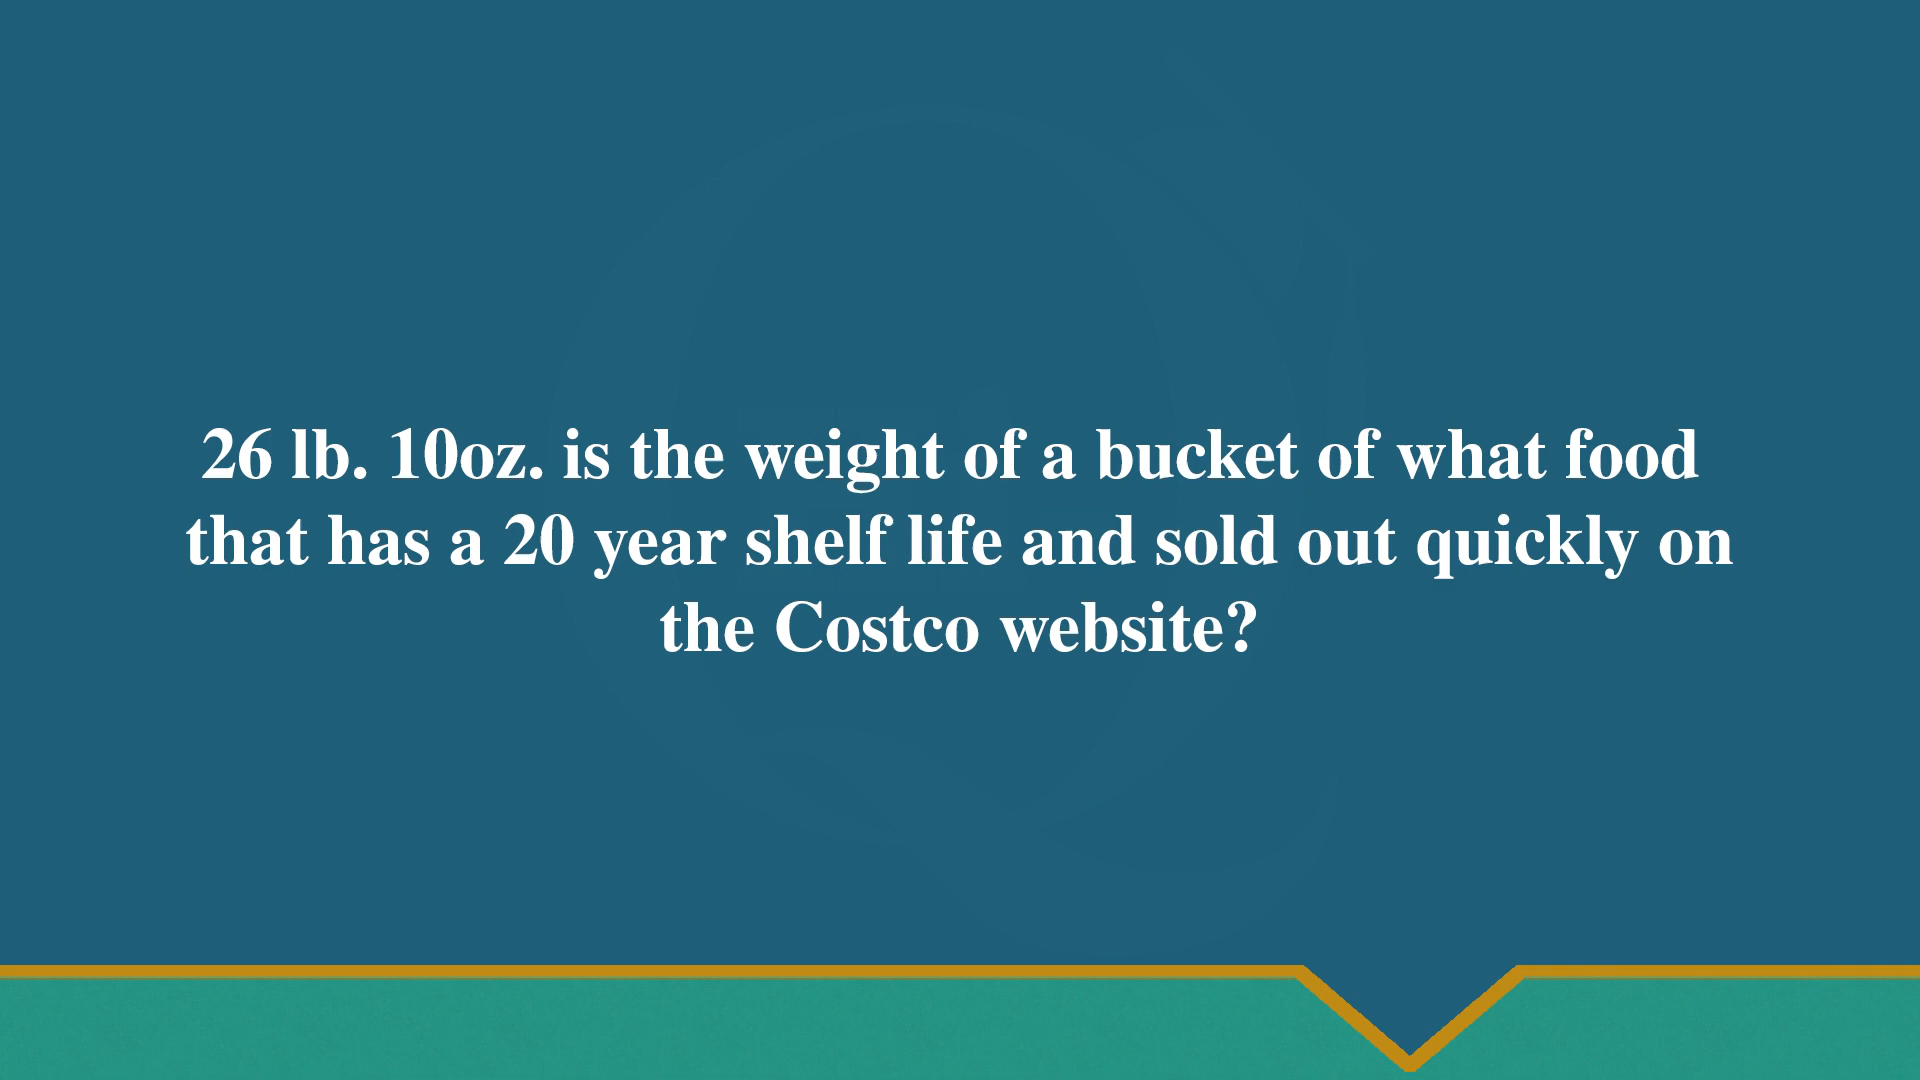 26 lb. 10oz. is the weight of a bucket of what food
that has a 20 year shelf life and sold out quickly on
the Costco website?